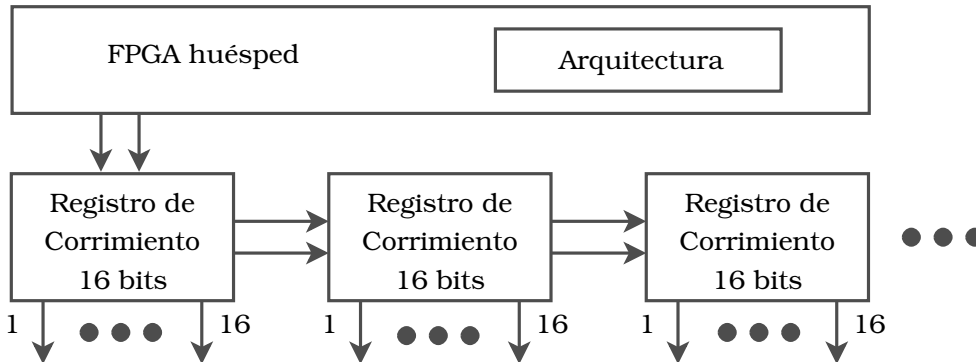 FPGA huésped
Arquitectura
Registro de
Corrimiento
16 bits
Registro de
Corrimiento
16 bits
Registro de
Corrimiento
16 bits
1
16
1
16
1
16